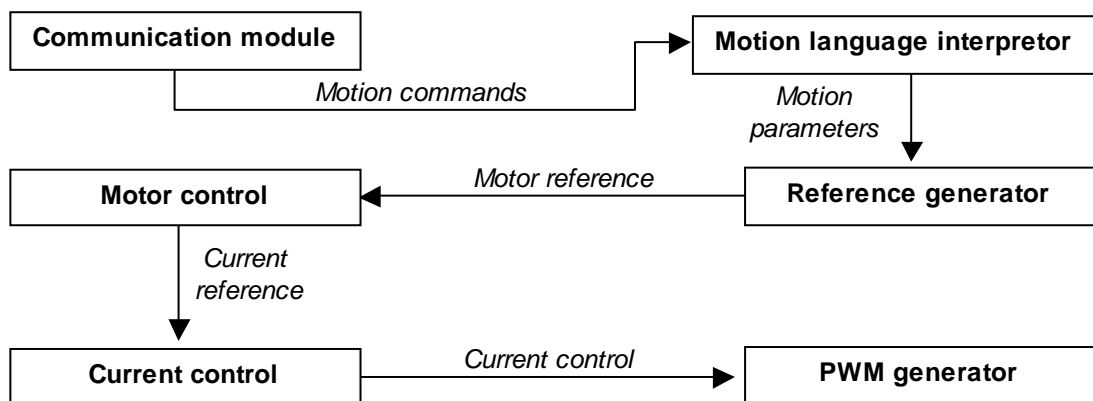 Communication module
Motion language interpretor
Motion commands
Motion
parameters
Motor control
Motor reference
Reference generator
Current
reference
Current control
Current control
PWM generator